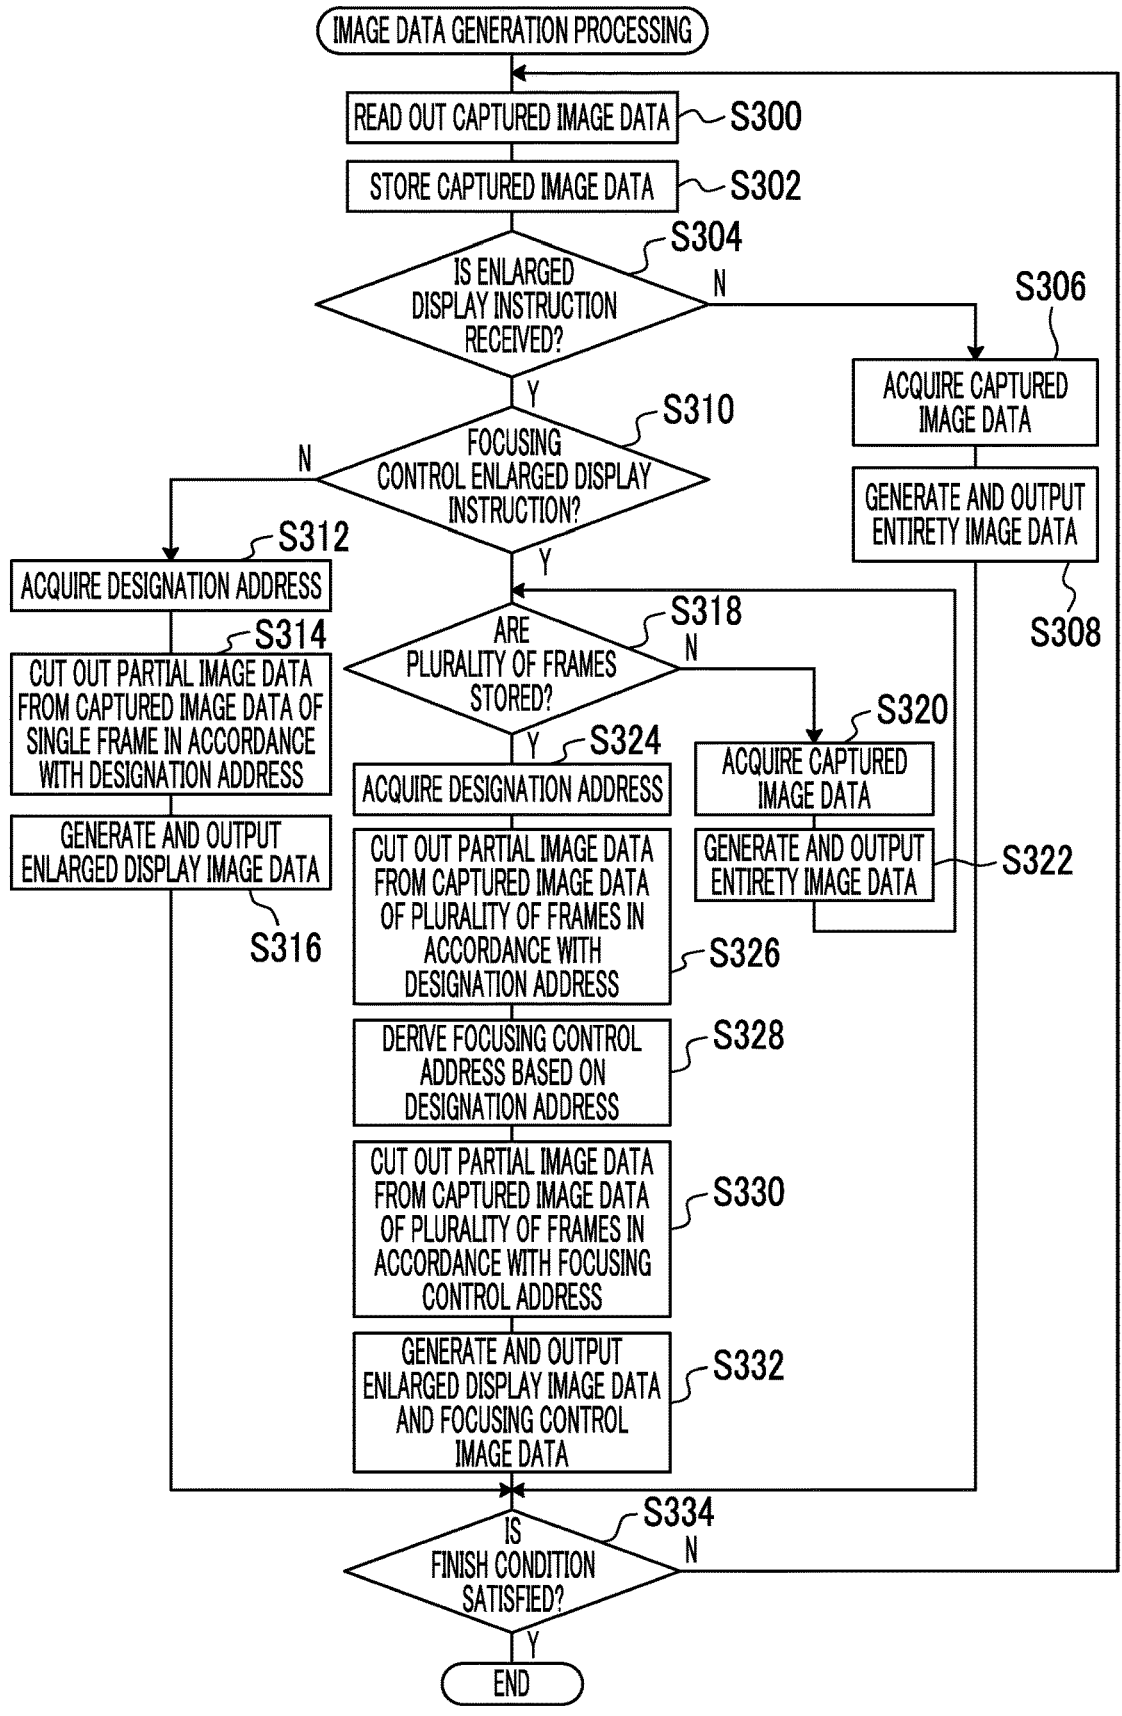 IMAGE DATA GENERATION PROCESSING
READ OUT CAPTURED IMAGE DATA
S300
STORE CAPTURED IMAGE DATA
S302
S304
IS ENLARGED
DISPLAY INSTRUCTION
RECEIVED?
N
Y
S306
ACQUIRE CAPTURED
IMAGE DATA
GENERATE AND OUTPUT
ENTIRETY IMAGE DATA
S308
S310
FOCUSING
CONTROL ENLARGED DISPLAY
INSTRUCTION?
N
Y
S312
ACQUIRE DESIGNATION ADDRESS
S314
CUT OUT PARTIAL IMAGE DATA
FROM CAPTURED IMAGE DATA OF
SINGLE FRAME IN ACCORDANCE
WITH DESIGNATION ADDRESS
GENERATE AND OUTPUT
ENLARGED DISPLAY IMAGE DATA
S316
S318
ARE
PLURALITY OF FRAMES
STORED?
N
Y
S320
ACQUIRE CAPTURED
IMAGE DATA
GENERATE AND OUTPUT
ENTIRETY IMAGE DATA
S322
S324
ACQUIRE DESIGNATION ADDRESS
CUT OUT PARTIAL IMAGE DATA
FROM CAPTURED IMAGE DATA
OF PLURALITY OF FRAMES IN
ACCORDANCE WITH
DESIGNATION ADDRESS
S326
DERIVE FOCUSING CONTROL
ADDRESS BASED ON
DESIGNATION ADDRESS
S328
CUT OUT PARTIAL IMAGE DATA
FROM CAPTURED IMAGE DATA
OF PLURALITY OF FRAMES IN
ACCORDANCE WITH FOCUSING
CONTROL ADDRESS
S330
GENERATE AND OUTPUT
ENLARGED DISPLAY IMAGE DATA
AND FOCUSING CONTROL
IMAGE DATA
S332
S334
IS
FINISH CONDITION
SATISFIED?
N
Y
END